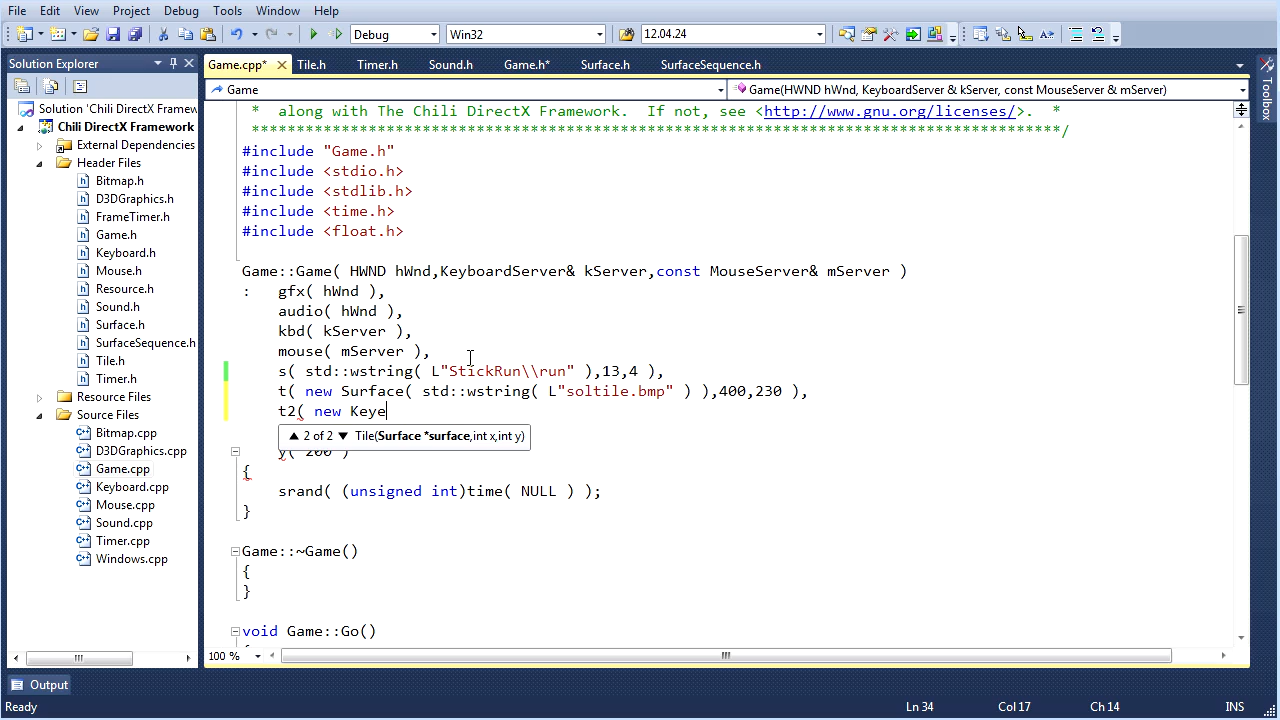 File Edit View Project Debug Tools Window Help
Debug Win32 12.04.24
Solution Explorer
Game.cpp* Tile.h Timer.h Sound.h Game.h* Surface.h SurfaceSequence.h
Game Game(HWND hWnd, KeyboardServer & kServer, const MouseServer & mServer)
Solution 'Chili DirectX Framew
Chili DirectX Framework
External Dependencies
Header Files
Bitmap.h
D3DGraphics.h
FrameTimer.h
Game.h
Keyboard.h
Mouse.h
Resource.h
Sound.h
Surface.h
SurfaceSequence.h
Tile.h
Timer.h
Resource Files
Source Files
Bitmap.cpp
D3DGraphics.cpp
Game.cpp
Keyboard.cpp
Mouse.cpp
Sound.cpp
Timer.cpp
Windows.cpp
* along with The Chili DirectX Framework. If not, see <http://www.gnu.org/licenses/>. *
******************************************************************************************/
#include "Game.h"
#include <stdio.h>
#include <stdlib.h>
#include <time.h>
#include <float.h>
Game::Game( HWND hWnd,KeyboardServer& kServer,const MouseServer& mServer )
: gfx( hWnd ),
audio( hWnd ),
kbd( kServer ),
mouse( mServer ),
s( std::wstring( L"StickRun\\run" ),13,4 ),
t( new Surface( std::wstring( L"soltile.bmp" ) ),400,230 ),
t2( new Keye
2 of 2 Tile(Surface *surface,int x,int y)
y( 200 )
{
srand( (unsigned int)time( NULL ) );
}
Game::~Game()
{
}
void Game::Go()
100 %
Toolbox
Output
Ready Ln 34 Col 17 Ch 14 INS